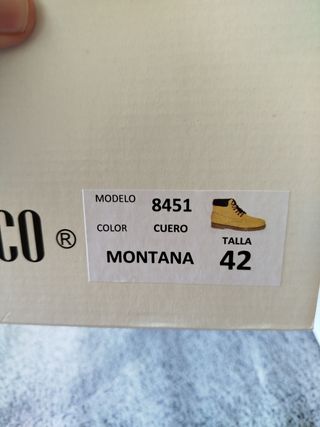 CO ®
MODELO 8451
COLOR CUERO
MONTANA
TALLA
42